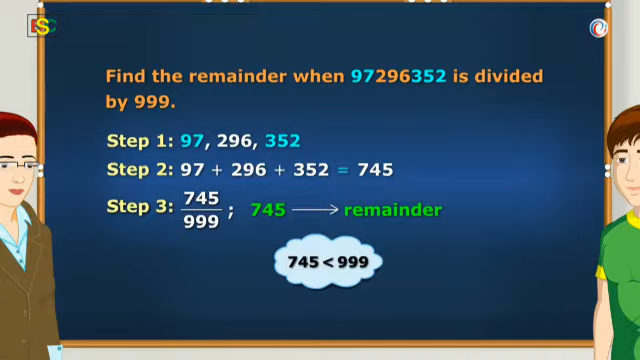 ESC
Find the remainder when 97296352 is divided
by 999.
Step 1: 97, 296, 352
Step 2: 97 + 296 + 352 = 745
Step 3: 745/999 ; 745 ⟶ remainder
745 < 999